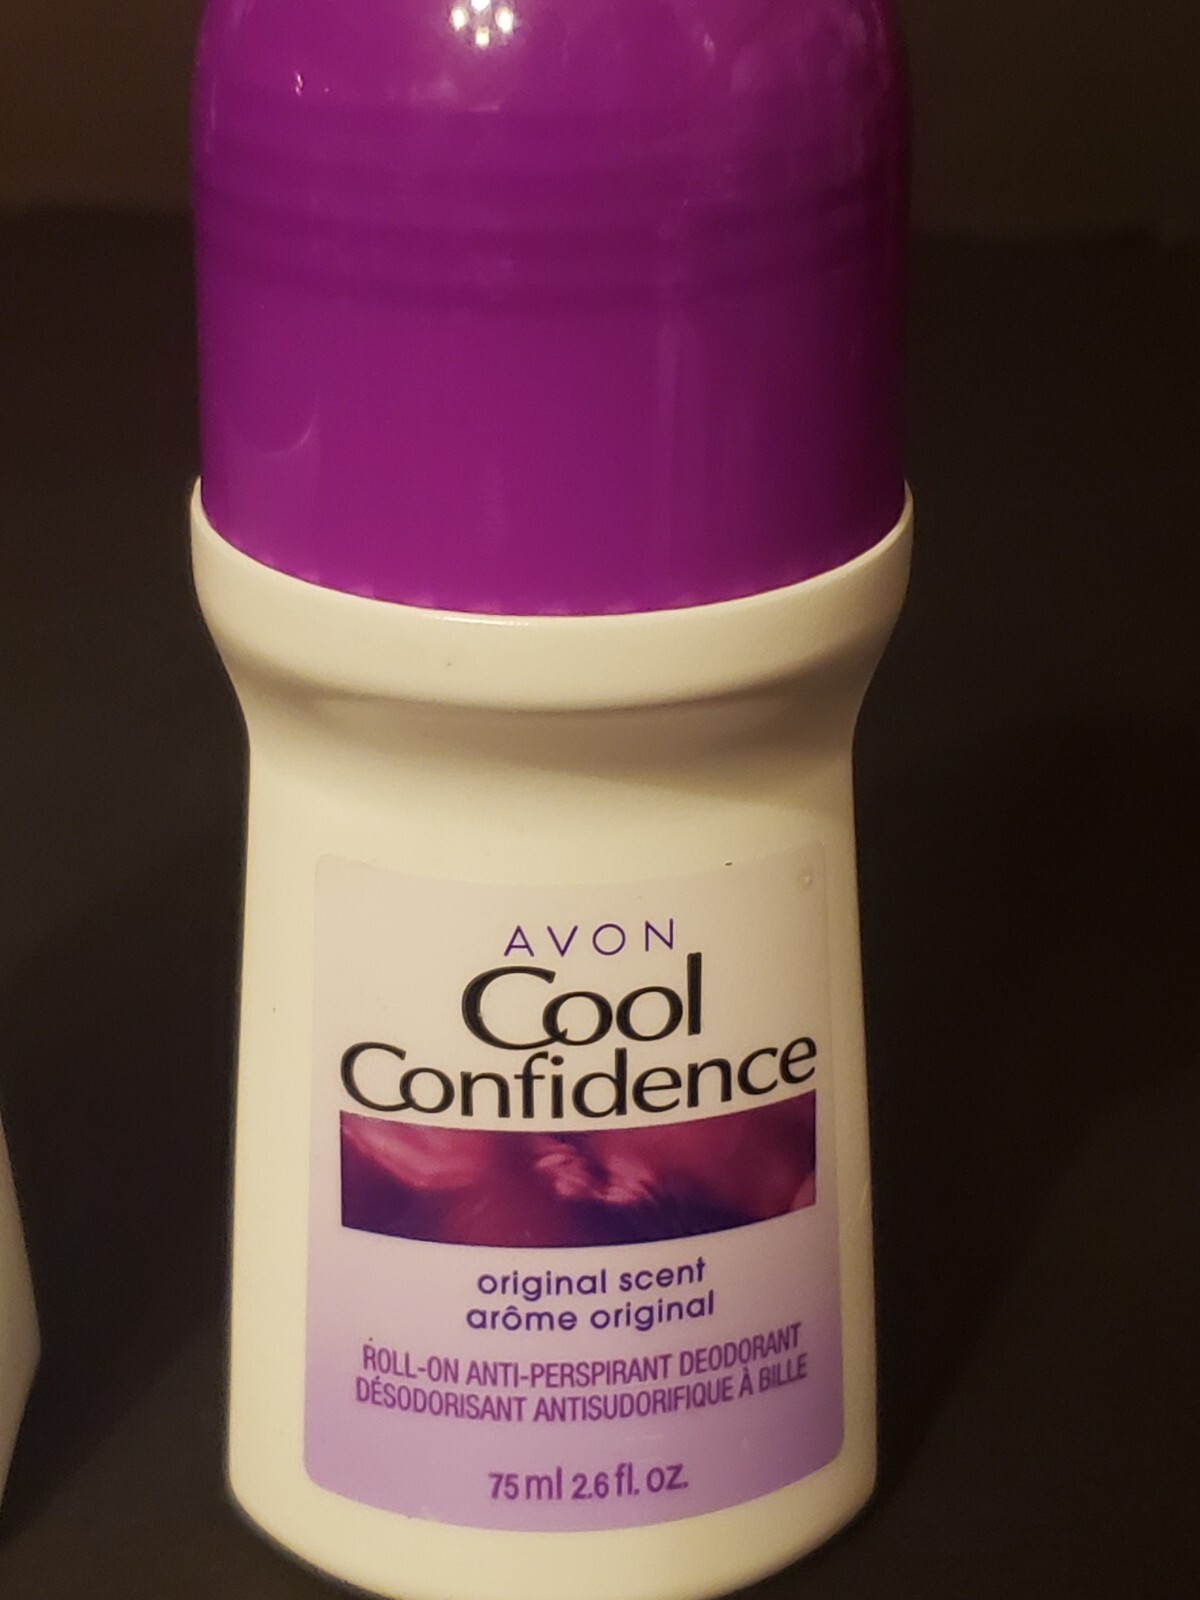 AVON
Cool
Confidence
original scent
arôme original
ROLL-ON ANTI-PERSPIRANT DEODORANT
DÉSODORISANT ANTISUDORIFIQUE À BILLE
75 ml 2.6 fl. oz.